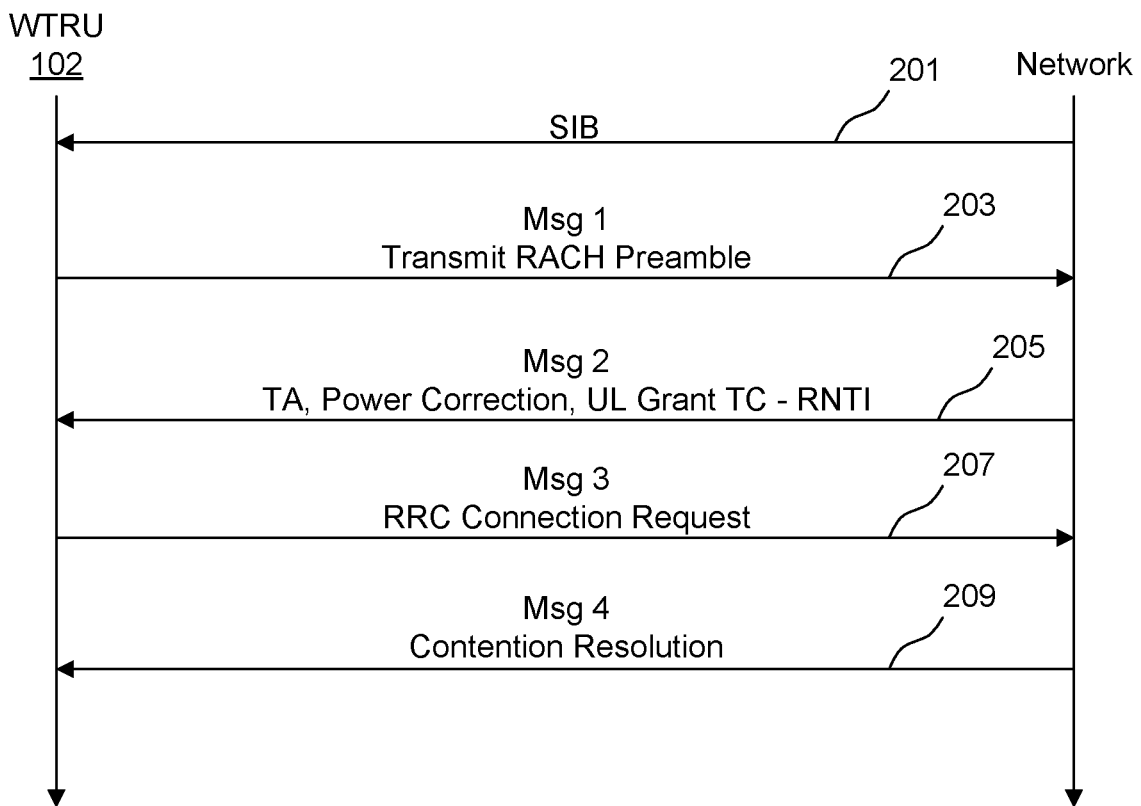 WTRU
102
Network
201
SIB
Msg 1
203
Transmit RACH Preamble
Msg 2
205
TA, Power Correction, UL Grant TC - RNTI
Msg 3
207
RRC Connection Request
Msg 4
209
Contention Resolution